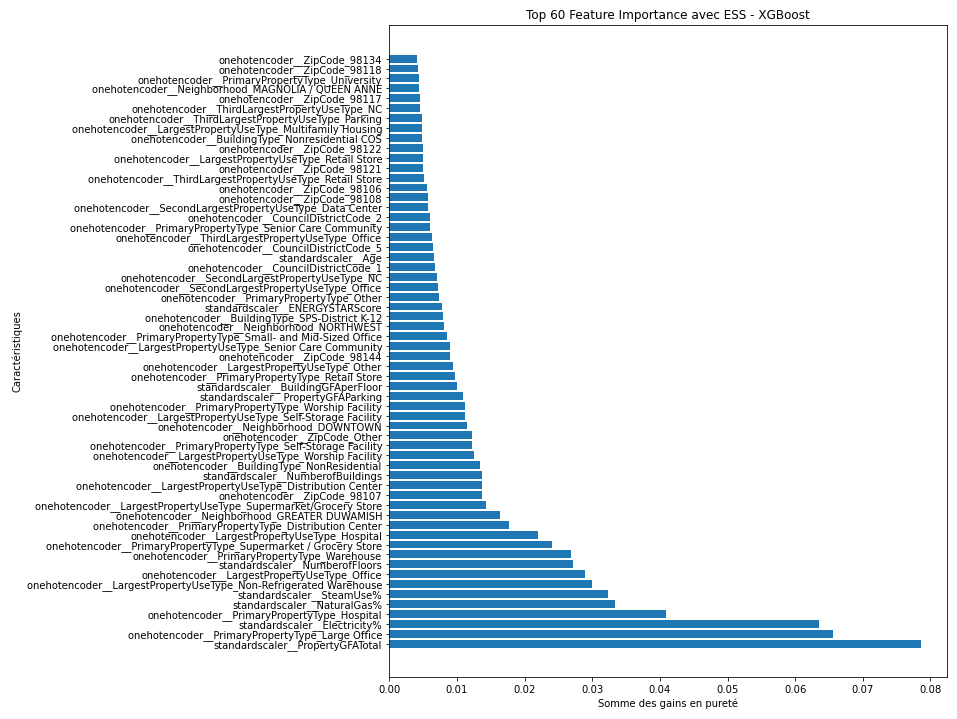 Top 60 Feature Importance avec ESS - XGBoost
onehotencoder__ZipCode_98134
onehotencoder__ZipCode_98118
onehotencoder__PrimaryPropertyType_University
onehotencoder__Neighborhood_MAGNOLIA / QUEEN ANNE
onehotencoder__ZipCode_98117
onehotencoder__ThirdLargestPropertyUseType_NC
onehotencoder__ThirdLargestPropertyUseType_Parking
onehotencoder__LargestPropertyUseType_Multifamily Housing
onehotencoder__BuildingType_Nonresidential COS
onehotencoder__ZipCode_98122
onehotencoder__LargestPropertyUseType_Retail Store
onehotencoder__ZipCode_98121
onehotencoder__ThirdLargestPropertyUseType_Retail Store
onehotencoder__ZipCode_98106
onehotencoder__ZipCode_98108
onehotencoder__SecondLargestPropertyUseType_Data Center
onehotencoder__CouncilDistrictCode_2
onehotencoder__PrimaryPropertyType_Senior Care Community
onehotencoder__ThirdLargestPropertyUseType_Office
onehotencoder__CouncilDistrictCode_5
standardscaler__Age
onehotencoder__CouncilDistrictCode_1
onehotencoder__SecondLargestPropertyUseType_NC
onehotencoder__SecondLargestPropertyUseType_Office
onehotencoder__PrimaryPropertyType_Other
standardscaler__ENERGYSTARScore
onehotencoder__BuildingType_SPS-District K-12
onehotencoder__Neighborhood_NORTHWEST
onehotencoder__PrimaryPropertyType_Small- and Mid-Sized Office
onehotencoder__LargestPropertyUseType_Senior Care Community
onehotencoder__ZipCode_98144
onehotencoder__LargestPropertyUseType_Other
onehotencoder__PrimaryPropertyType_Retail Store
standardscaler__BuildingGFAperFloor
standardscaler__PropertyGFAParking
onehotencoder__PrimaryPropertyType_Worship Facility
onehotencoder__LargestPropertyUseType_Self-Storage Facility
onehotencoder__Neighborhood_DOWNTOWN
onehotencoder__ZipCode_Other
onehotencoder__PrimaryPropertyType_Self-Storage Facility
onehotencoder__LargestPropertyUseType_Worship Facility
onehotencoder__BuildingType_NonResidential
standardscaler__NumberofBuildings
onehotencoder__LargestPropertyUseType_Distribution Center
onehotencoder__ZipCode_98107
onehotencoder__LargestPropertyUseType_Supermarket/Grocery Store
onehotencoder__Neighborhood_GREATER DUWAMISH
onehotencoder__PrimaryPropertyType_Distribution Center
onehotencoder__LargestPropertyUseType_Hospital
onehotencoder__PrimaryPropertyType_Supermarket / Grocery Store
onehotencoder__PrimaryPropertyType_Warehouse
standardscaler__NumberofFloors
onehotencoder__LargestPropertyUseType_Office
onehotencoder__LargestPropertyUseType_Non-Refrigerated Warehouse
standardscaler__SteamUse%
standardscaler__NaturalGas%
onehotencoder__PrimaryPropertyType_Hospital
standardscaler__Electricity%
onehotencoder__PrimaryPropertyType_Large Office
standardscaler__PropertyGFATotal
Caractéristiques
0.00 0.01 0.02 0.03 0.04 0.05 0.06 0.07 0.08
Somme des gains en pureté